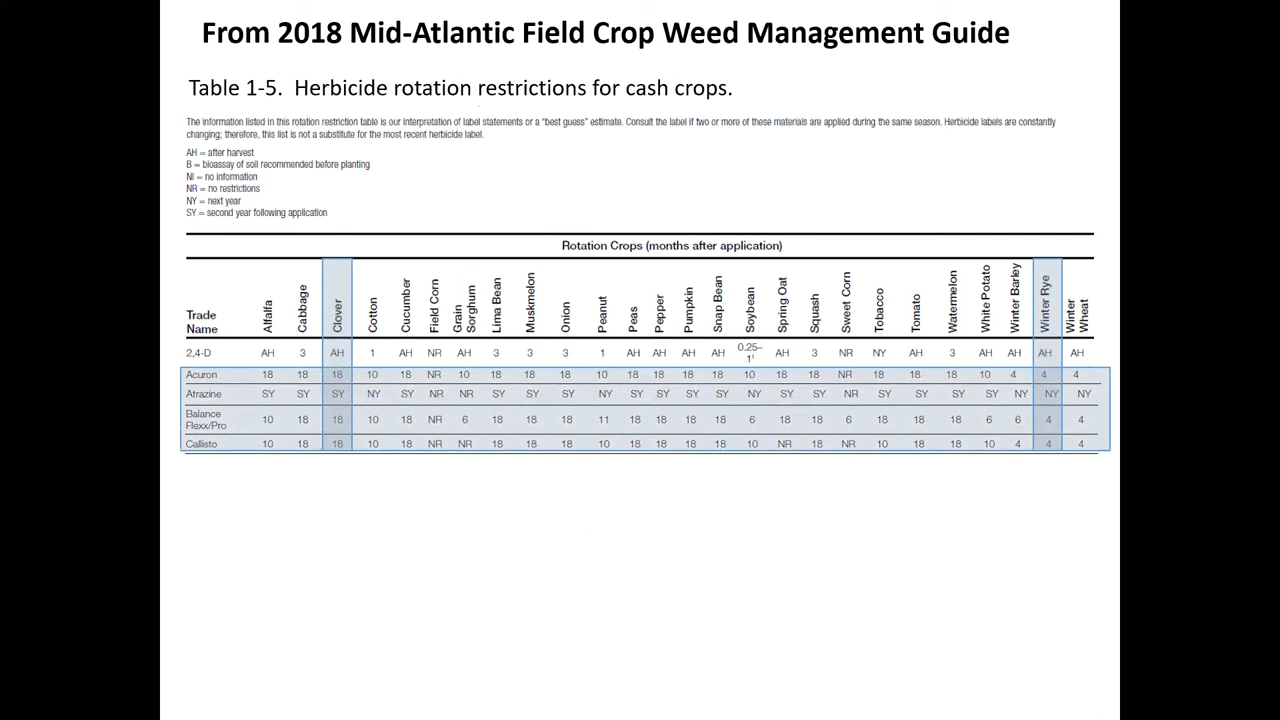 From 2018 Mid-Atlantic Field Crop Weed Management Guide
Table 1-5. Herbicide rotation restrictions for cash crops.
The information listed in this rotation restriction table is our interpretation of label statements or a "best guess" estimate. Consult the label if two or more of these materials are applied during the same season. Herbicide labels are constantly
changing; therefore, this list is not a substitute for the most recent herbicide label.
AH = after harvest
B = bioassay of soil recommended before planting
NI = no information
NR = no restrictions
NY = next year
SY = second year following application
Rotation Crops (months after application)
Trade Name Alfalfa Cabbage Clover Cotton Cucumber Field Corn Grain Sorghum Lima Bean Muskmelon Onion Peanut Peas Pepper Pumpkin Snap Bean Soybean Spring Oat Squash Sweet Corn Tobacco Tomato Watermelon White Potato Winter Barley Winter Rye Winter Wheat
2,4-D AH 3 AH 1 AH NR AH 3 3 3 1 AH AH AH AH 0.25–1¹ AH 3 NR NY AH 3 AH AH AH AH
Acuron 18 18 18 10 18 NR 10 18 18 18 10 18 18 18 18 10 18 18 NR 18 18 18 10 4 4 4
Atrazine SY SY SY NY SY NR NR SY SY SY NY SY SY SY SY NY SY SY NR SY SY SY SY NY NY NY
Balance Flexx/Pro 10 18 18 10 18 NR 6 18 18 18 11 18 18 18 18 6 18 18 6 18 18 18 6 6 4 4
Callisto 10 18 18 10 18 NR NR 18 18 18 10 18 18 18 18 10 NR 18 NR 10 18 18 10 4 4 4